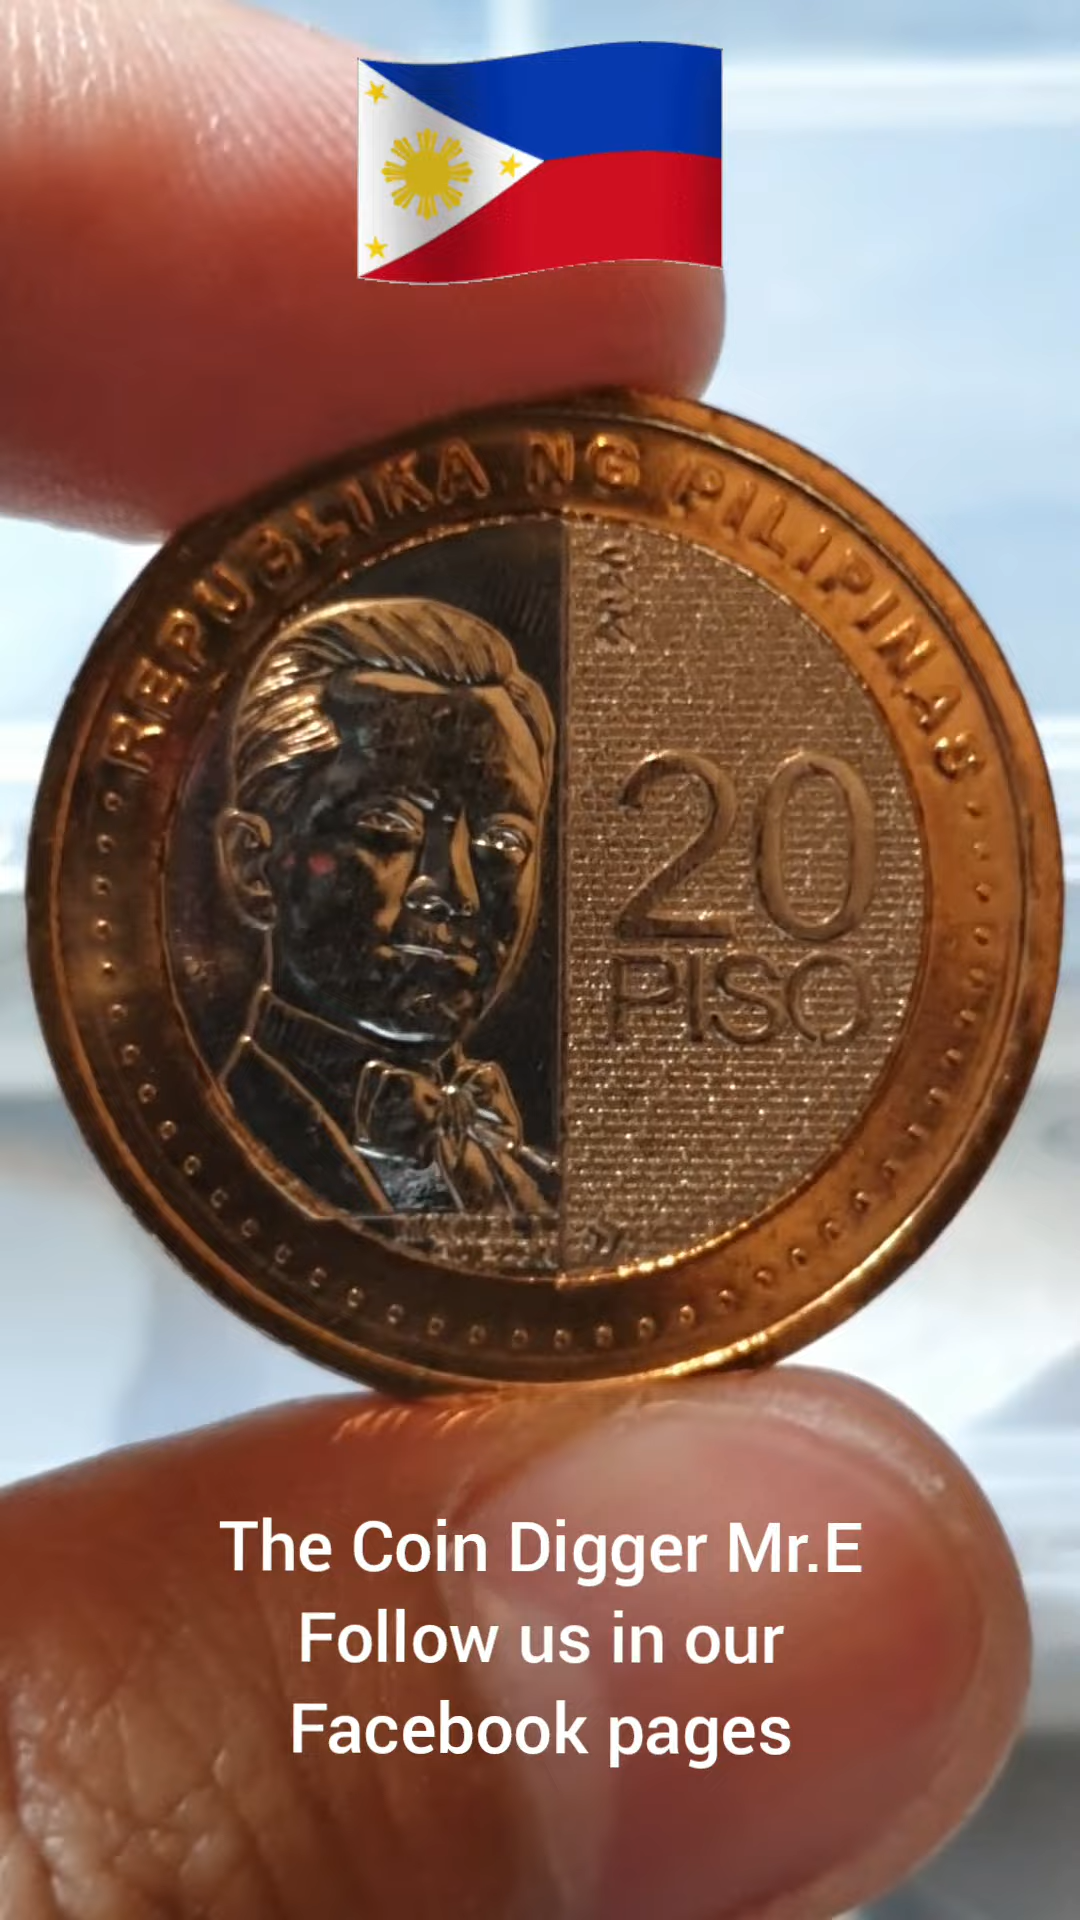 REPUBLIKA NG PILIPINAS
20
PISO
The Coin Digger Mr.E
Follow us in our
Facebook pages